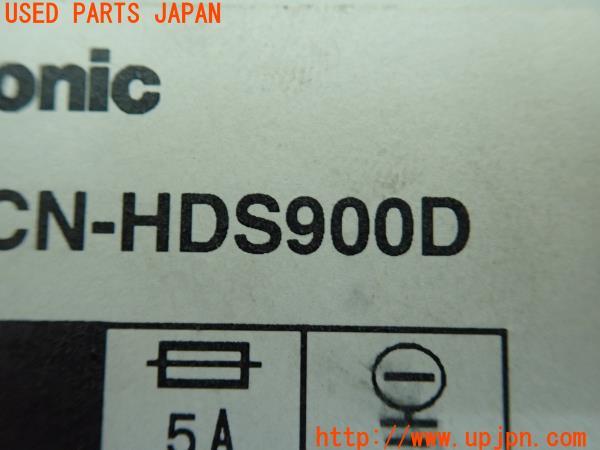 USED PARTS JAPAN
onic
CN-HDS900D
5A
http://www.upjpn.com